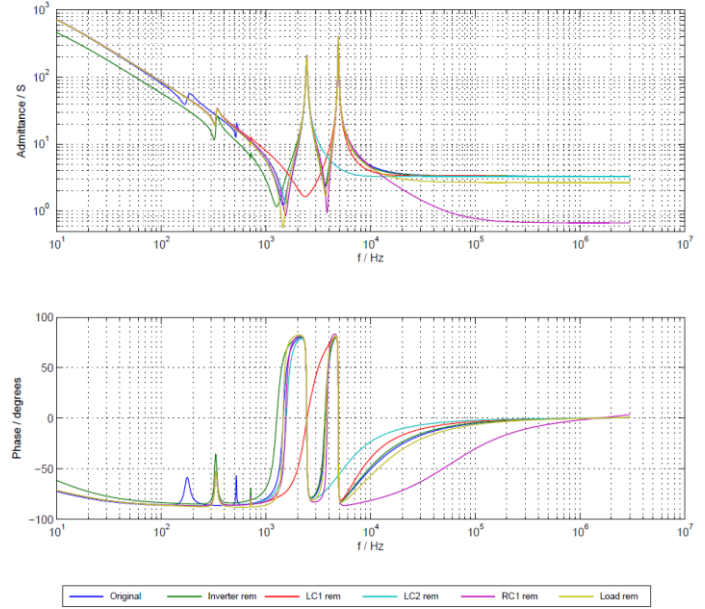 10^3
10^2
10^1
10^0
Admittance / S
10^1 10^2 10^3 10^4 10^5 10^6 10^7
f / Hz
100
50
0
−50
−100
Phase / degrees
10^1 10^2 10^3 10^4 10^5 10^6 10^7
f / Hz
Original Inverter rem LC1 rem LC2 rem RC1 rem Load rem